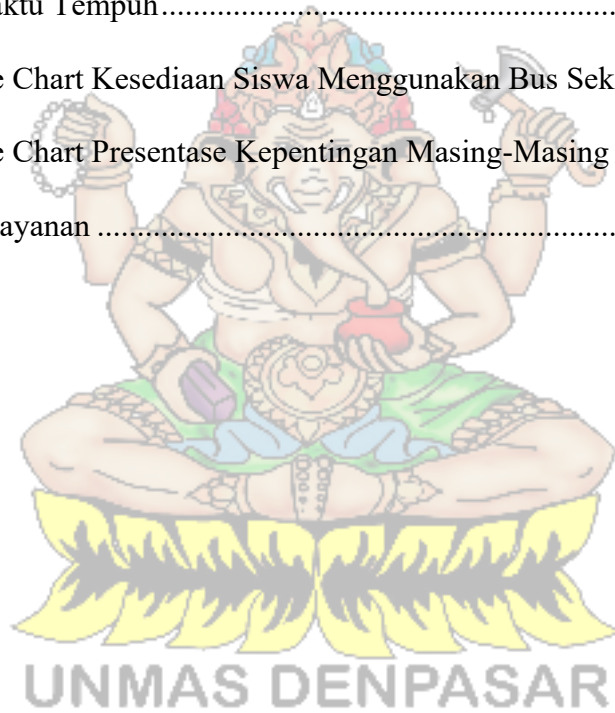 aktu Tempuh.......................................................
e Chart Kesediaan Siswa Menggunakan Bus Sek
e Chart Presentase Kepentingan Masing-Masing
ayanan ................................................................
UNMAS DENPASAR